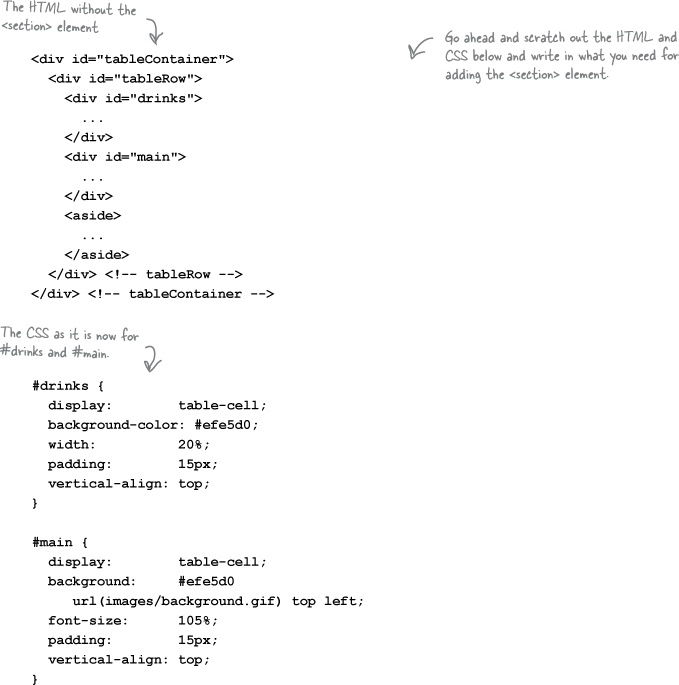 The HTML without the
<section> element
Go ahead and scratch out the HTML and
CSS below and write in what you need for
adding the <section> element.
<div id="tableContainer">
<div id="tableRow">
<div id="drinks">
...
</div>
<div id="main">
...
</div>
<aside>
...
</aside>
</div> <!-- tableRow -->
</div> <!-- tableContainer -->
The CSS as it is now for
#drinks and #main.
#drinks {
display: table-cell;
background-color: #efe5d0;
width: 20%;
padding: 15px;
vertical-align: top;
}
#main {
display: table-cell;
background: #efe5d0
url(images/background.gif) top left;
font-size: 105%;
padding: 15px;
vertical-align: top;
}